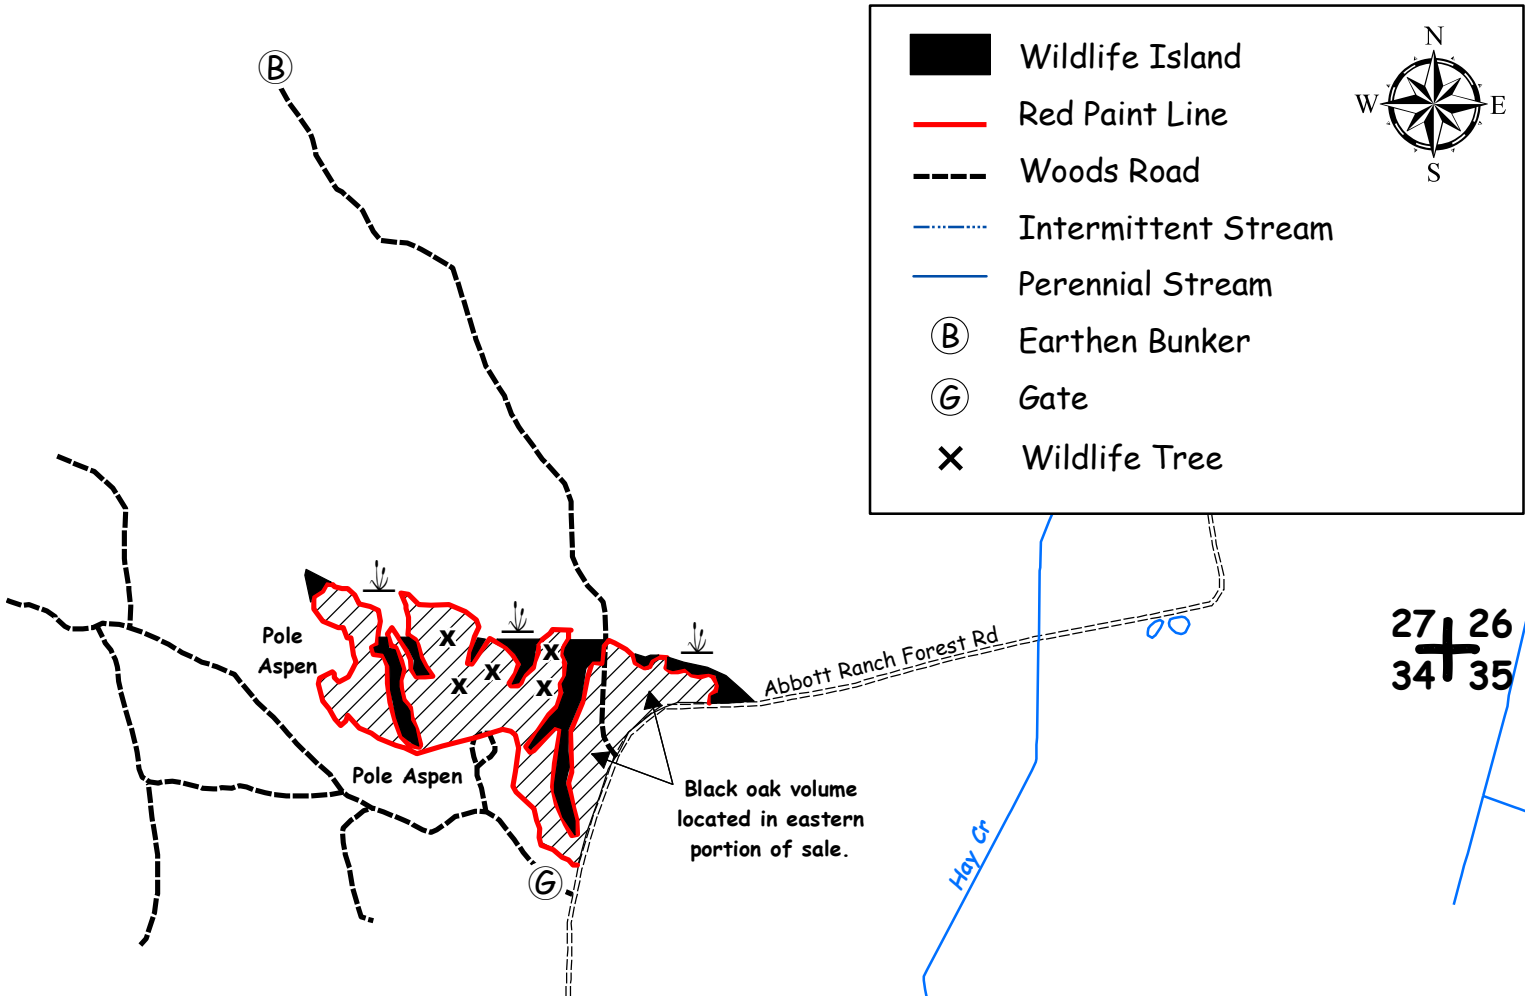 B
Wildlife Island
Red Paint Line
Woods Road
Intermittent Stream
Perennial Stream
B
Earthen Bunker
G
Gate
X
Wildlife Tree
N
W
E
S
Pole
Aspen
X
X
X
X
X
Pole Aspen
Abbott Ranch Forest Rd
Black oak volume
located in eastern
portion of sale.
G
Hay Cr
27 26
34 35